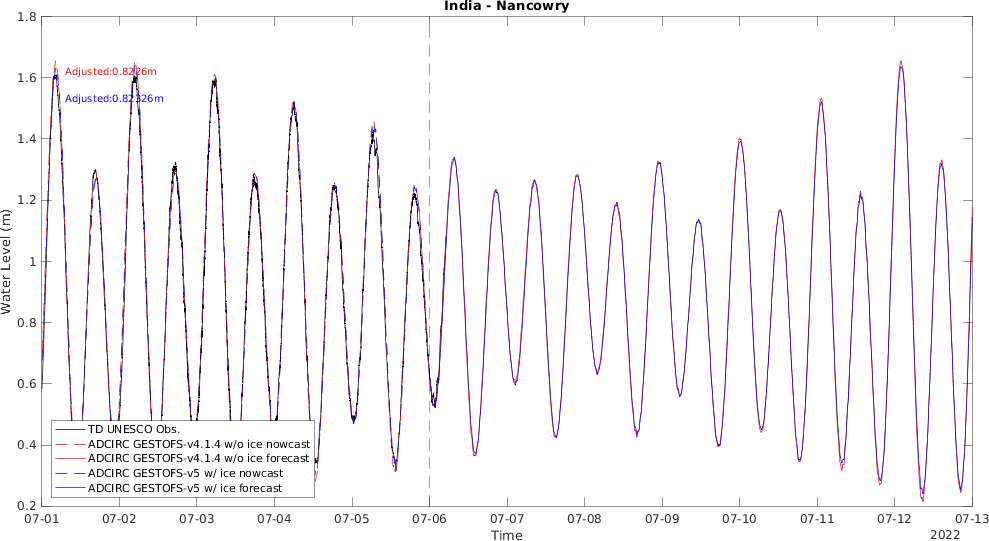 India - Nancowry
1.8
1.6
1.4
1.2
1
0.8
0.6
0.4
0.2
Water Level (m)
Adjusted:0.8226m
Adjusted:0.82326m
TD UNESCO Obs.
ADCIRC GESTOFS-v4.1.4 w/o ice nowcast
ADCIRC GESTOFS-v4.1.4 w/o ice forecast
ADCIRC GESTOFS-v5 w/ ice nowcast
ADCIRC GESTOFS-v5 w/ ice forecast
07-01 07-02 07-03 07-04 07-05 07-06 07-07 07-08 07-09 07-10 07-11 07-12 07-13
Time
2022